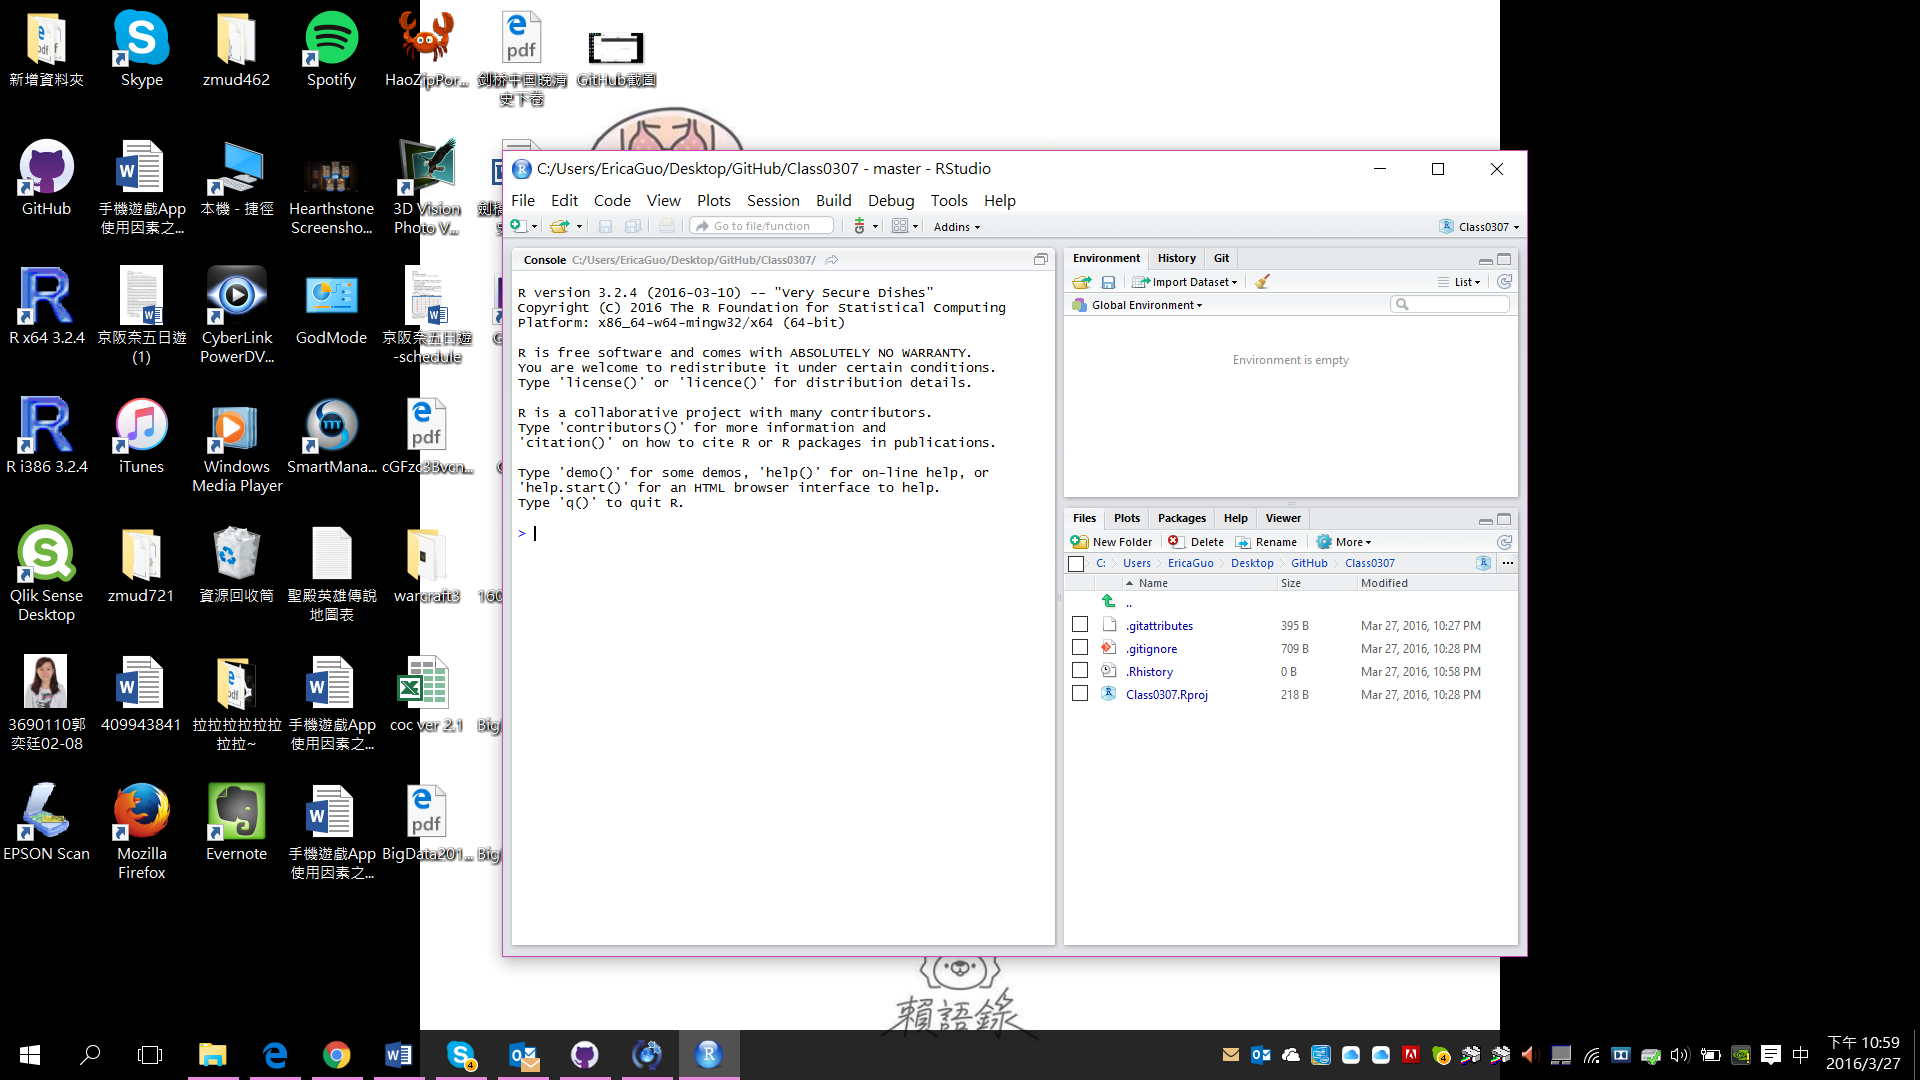 新增資料夾
Skype
zmud462
Spotify
HaoZipPor...
剑桥中国晚清
史下卷
GitHub截圖
GitHub
手機遊戲App
使用因素之...
本機 - 捷徑
Hearthstone
Screensho...
3D Vision
Photo V...
R x64 3.2.4
京阪奈五日遊
(1)
CyberLink
PowerDV...
GodMode
京阪奈五日遊
-schedule
R i386 3.2.4
iTunes
Windows
Media Player
SmartMana...
cGFzc3Bvcn...
Qlik Sense
Desktop
zmud721
資源回收筒
聖殿英雄傳說
地圖表
warcraft3
160
3690110郭
奕廷02-08
409943841
拉拉拉拉拉拉
拉拉~
手機遊戲App
使用因素之...
coc ver 2.1
Big
EPSON Scan
Mozilla
Firefox
Evernote
手機遊戲App
使用因素之...
BigData201...
Big
C:/Users/EricaGuo/Desktop/GitHub/Class0307 - master - RStudio
File Edit Code View Plots Session Build Debug Tools Help
Go to file/function
Addins
Class0307
Console C:/Users/EricaGuo/Desktop/GitHub/Class0307/
R version 3.2.4 (2016-03-10) -- "Very Secure Dishes"
Copyright (C) 2016 The R Foundation for Statistical Computing
Platform: x86_64-w64-mingw32/x64 (64-bit)
R is free software and comes with ABSOLUTELY NO WARRANTY.
You are welcome to redistribute it under certain conditions.
Type 'license()' or 'licence()' for distribution details.
R is a collaborative project with many contributors.
Type 'contributors()' for more information and
'citation()' on how to cite R or R packages in publications.
Type 'demo()' for some demos, 'help()' for on-line help, or
'help.start()' for an HTML browser interface to help.
Type 'q()' to quit R.
>
Environment History Git
Import Dataset
List
Global Environment
Environment is empty
Files Plots Packages Help Viewer
New Folder Delete Rename More
C: Users EricaGuo Desktop GitHub Class0307 ...
Name Size Modified
..
.gitattributes 395 B Mar 27, 2016, 10:27 PM
.gitignore 709 B Mar 27, 2016, 10:28 PM
.Rhistory 0 B Mar 27, 2016, 10:58 PM
Class0307.Rproj 218 B Mar 27, 2016, 10:28 PM
賴語錄
中
下午 10:59
2016/3/27